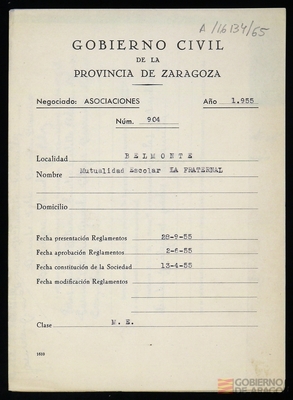 A/16134/65
GOBIERNO CIVIL
DE LA
PROVINCIA DE ZARAGOZA
Negociado: ASOCIACIONES Año 1.955
Núm. 904
Localidad BELMONTE
Nombre Mutualidad Escolar LA FRATERNAL
Domicilio
Fecha presentación Reglamentos 28-9-55
Fecha aprobación Reglamentos 2-6-55
Fecha constitución de la Sociedad 13-4-55
Fecha modificación Reglamentos
Clase M. E.
GOBIERNO
DE ARAGON